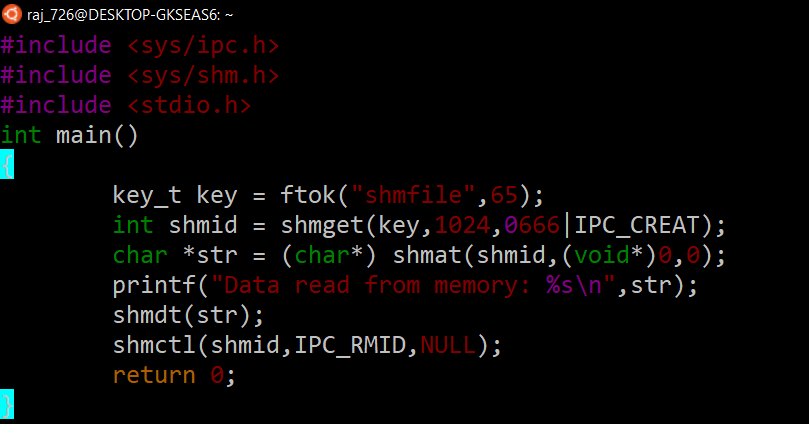 raj_726@DESKTOP-GKSEAS6: ~
#include <sys/ipc.h>
#include <sys/shm.h>
#include <stdio.h>
int main()
{
        key_t key = ftok("shmfile",65);
        int shmid = shmget(key,1024,0666|IPC_CREAT);
        char *str = (char*) shmat(shmid,(void*)0,0);
        printf("Data read from memory: %s\n",str);
        shmdt(str);
        shmctl(shmid,IPC_RMID,NULL);
        return 0;
}